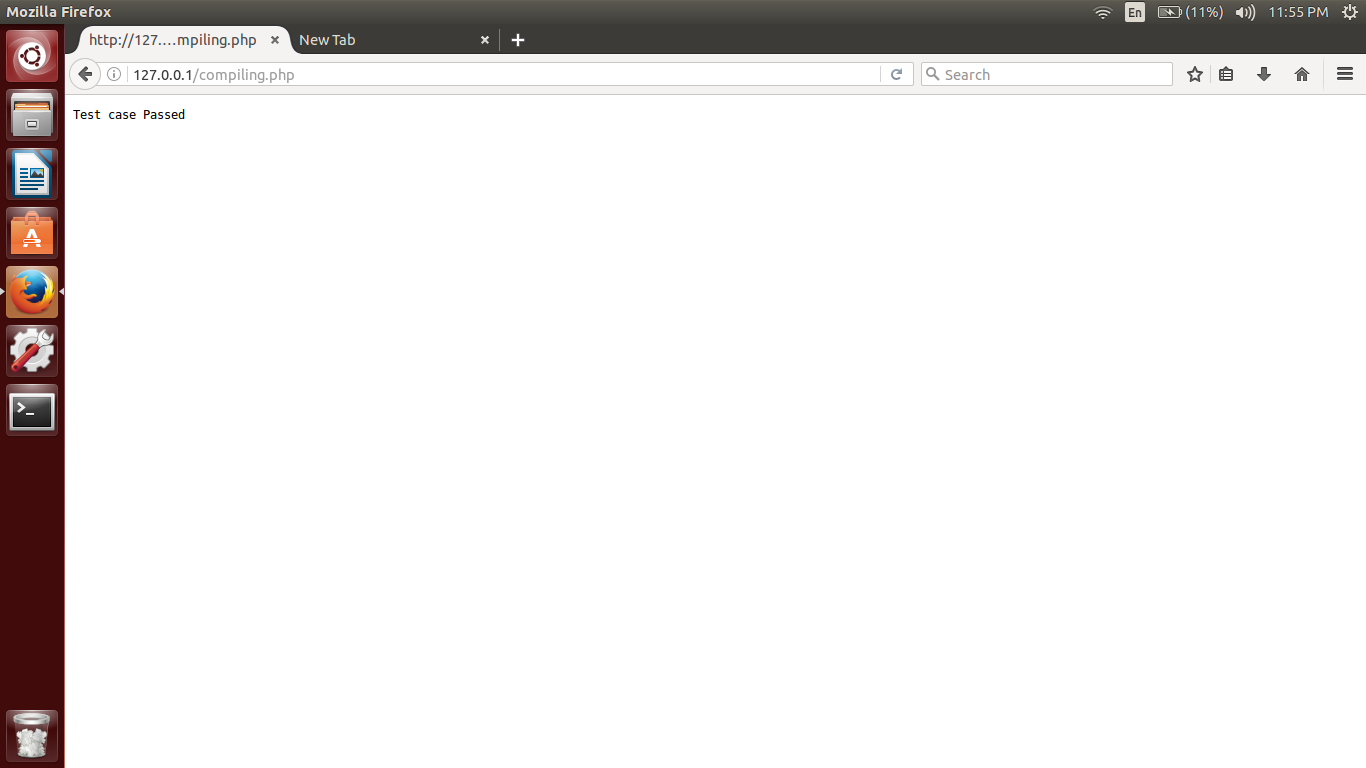 Mozilla Firefox
En
(11%)
11:55 PM
http://127.…mpiling.php
New Tab
127.0.0.1/compiling.php
Search
Test case Passed